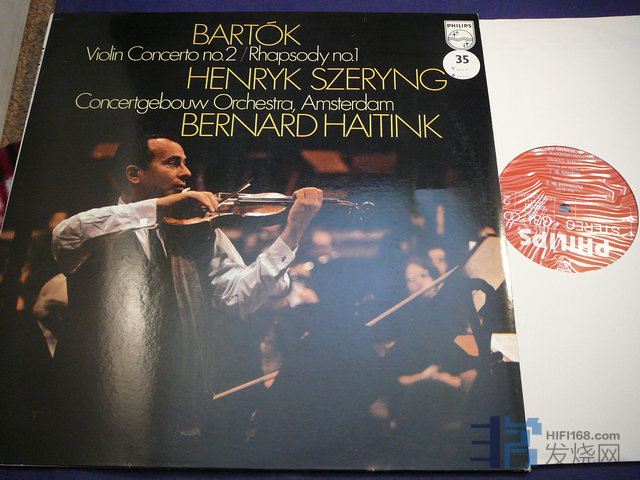 BARTÓK
Violin Concerto no.2/Rhapsody no.1
HENRYK SZERYNG
Concertgebouw Orchestra, Amsterdam
BERNARD HAITINK
PHILIPS
35
PHILIPS
STEREO
HIFI168.com
发烧网